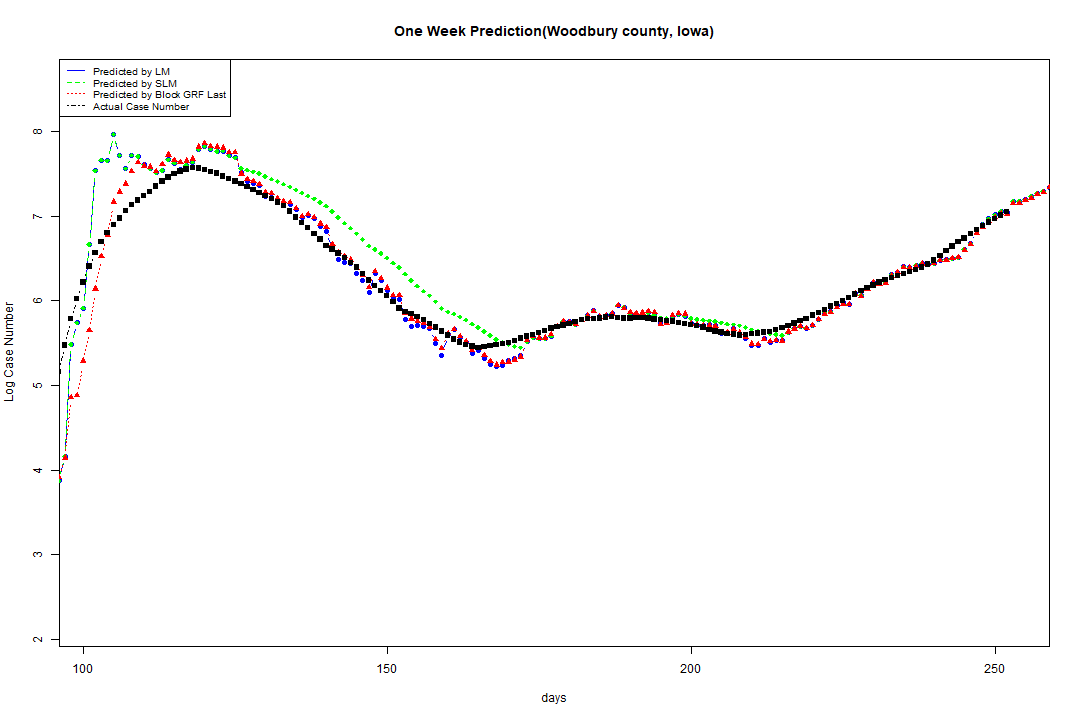 One Week Prediction(Woodbury county, Iowa)
Predicted by LM
Predicted by SLM
Predicted by Block GRF Last
Actual Case Number
8
7
6
5
4
3
2
Log Case Number
100 150 200 250
days